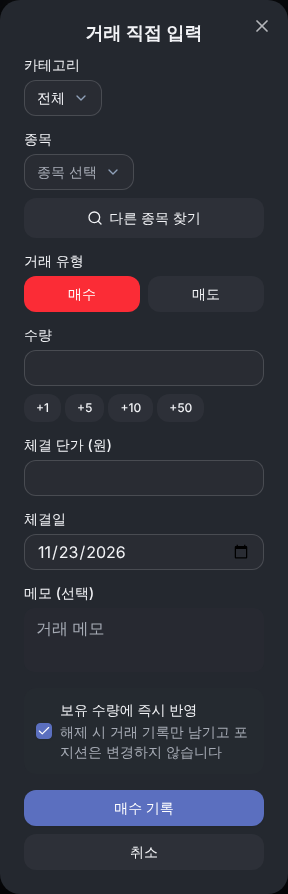 거래 직접 입력
카테고리
전체
종목
종목 선택
다른 종목 찾기
거래 유형
매수 매도
수량
+1 +5 +10 +50
체결 단가 (원)
체결일
11/23/2026
메모 (선택)
거래 메모
보유 수량에 즉시 반영
해제 시 거래 기록만 남기고 포
지션은 변경하지 않습니다
매수 기록
취소